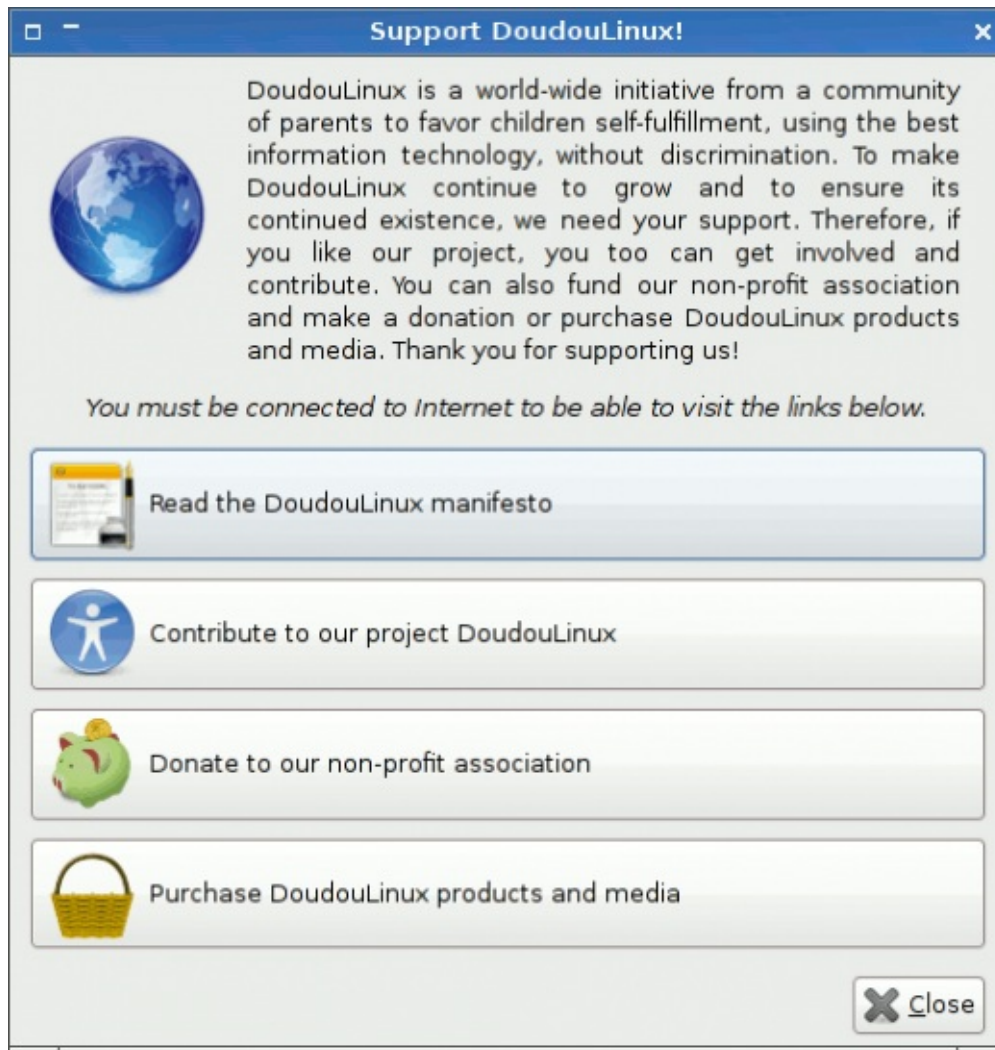 Support DoudouLinux!
DoudouLinux is a world-wide initiative from a community
of parents to favor children self-fulfillment, using the best
information technology, without discrimination. To make
DoudouLinux continue to grow and to ensure its
continued existence, we need your support. Therefore, if
you like our project, you too can get involved and
contribute. You can also fund our non-profit association
and make a donation or purchase DoudouLinux products
and media. Thank you for supporting us!
You must be connected to Internet to be able to visit the links below.
Read the DoudouLinux manifesto
Contribute to our project DoudouLinux
Donate to our non-profit association
Purchase DoudouLinux products and media
Close